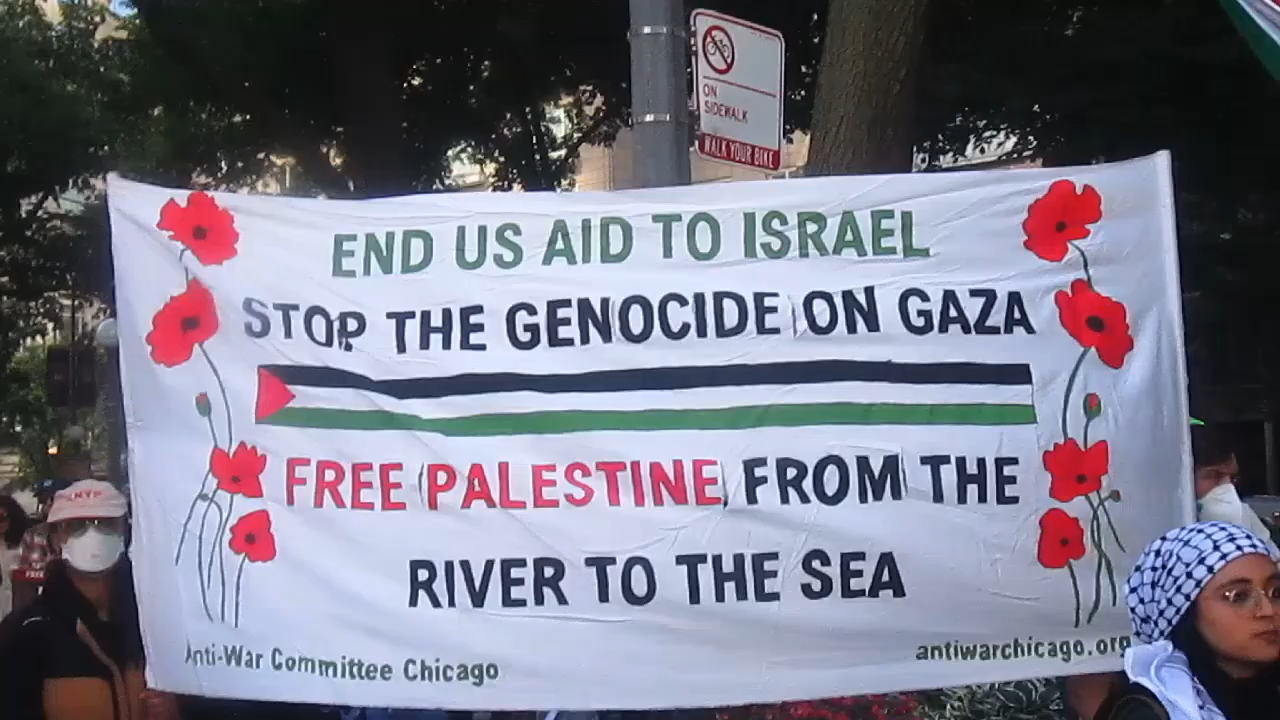 ON
SIDEWALK
WALK YOUR BIKE
END US AID TO ISRAEL
STOP THE GENOCIDE ON GAZA
FREE PALESTINE FROM THE
RIVER TO THE SEA
Anti-War Committee Chicago
antiwarchicago.org